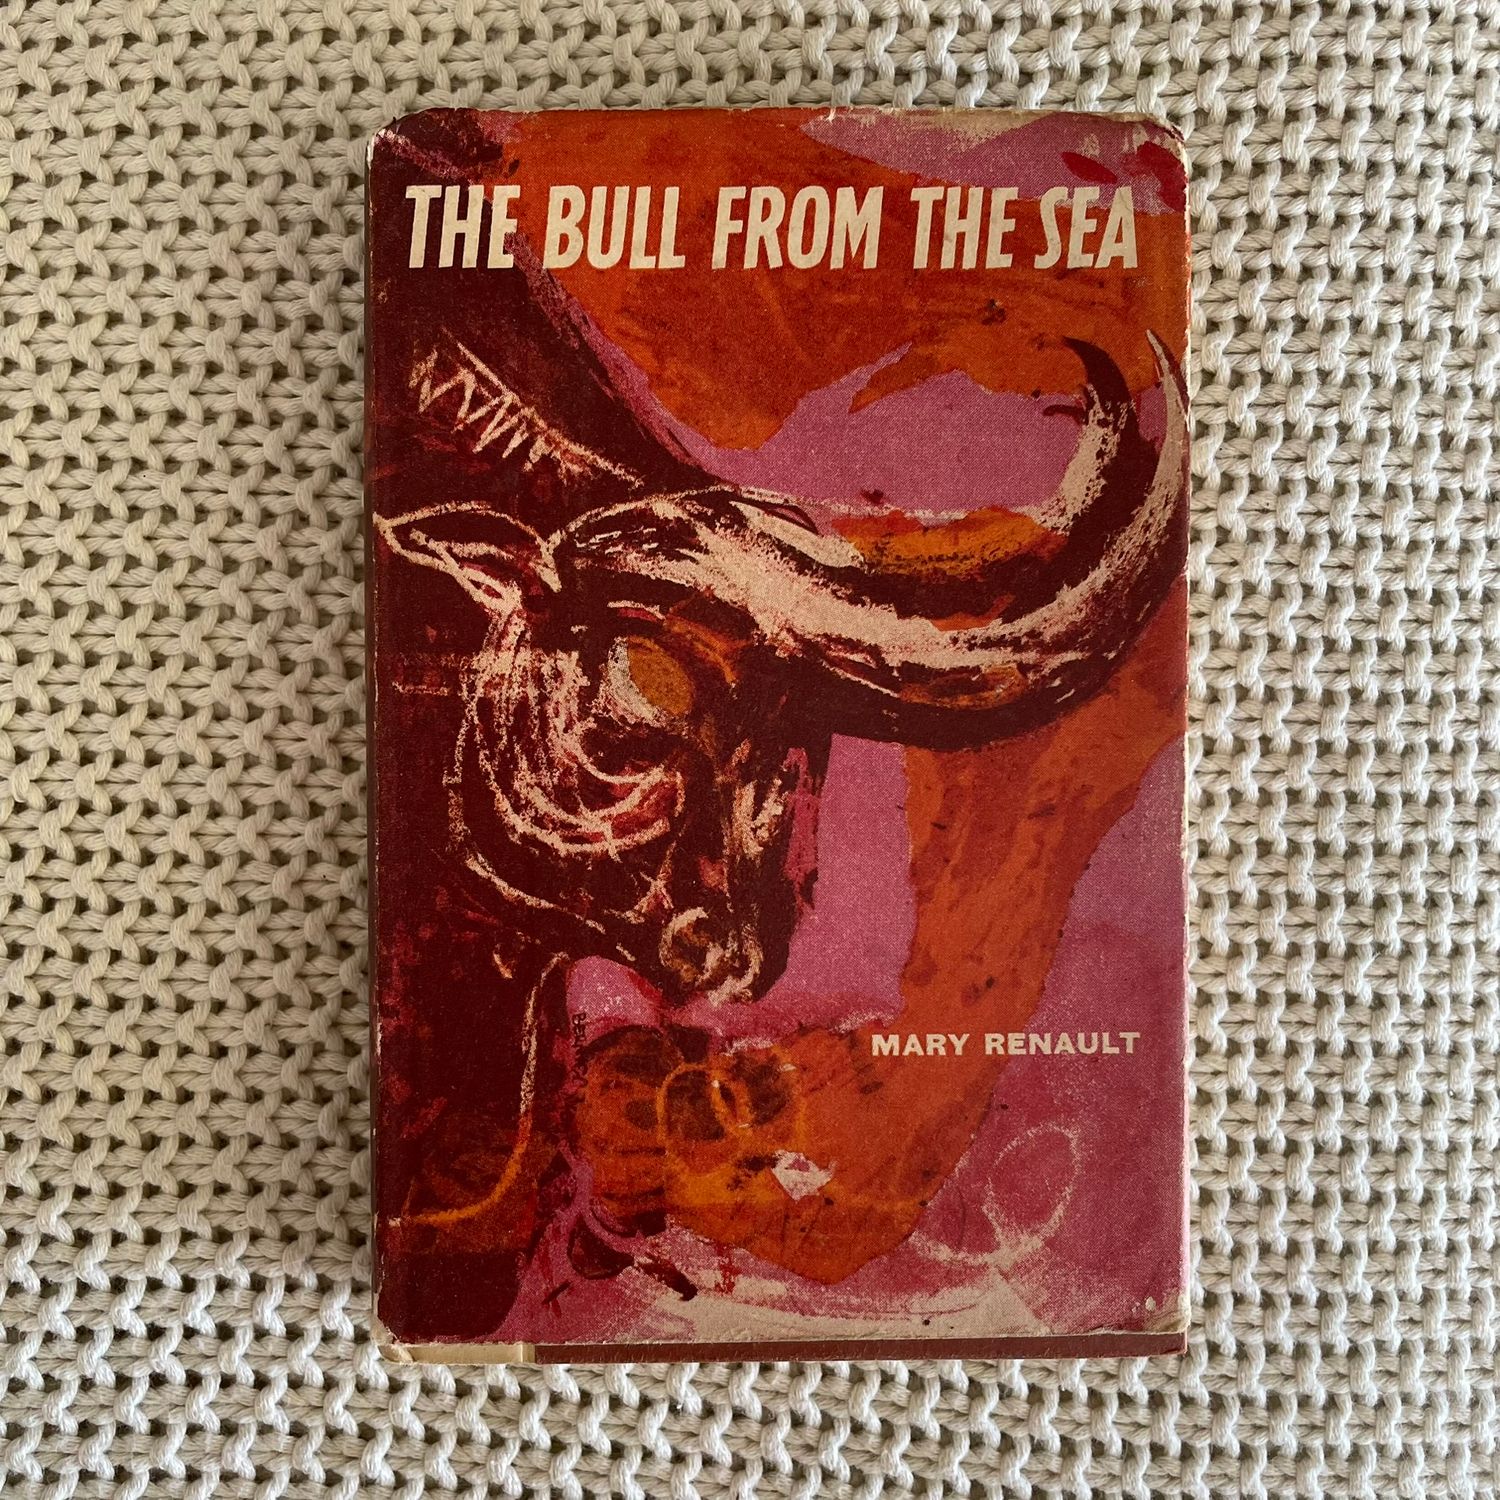 THE BULL FROM THE SEA
MARY RENAULT